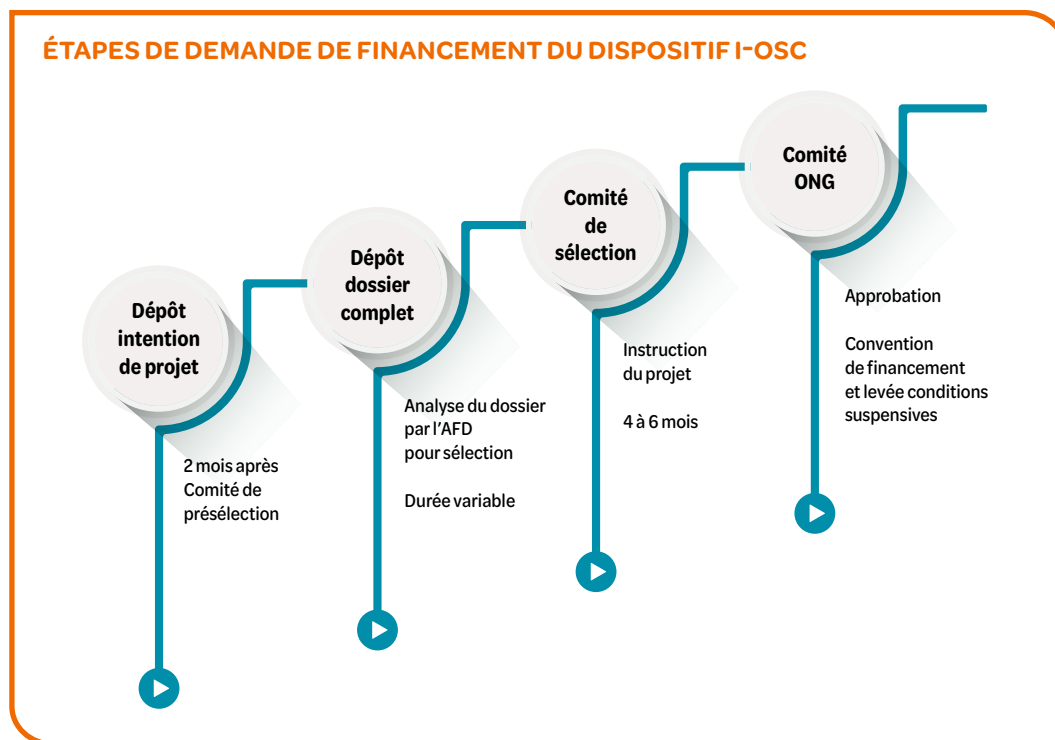 ÉTAPES DE DEMANDE DE FINANCEMENT DU DISPOSITIF I-OSC
Dépôt
intention
de projet
2 mois après
Comité de
présélection
Dépôt
dossier
complet
Analyse du dossier
par l'AFD
pour sélection
Durée variable
Comité
de
sélection
Instruction
du projet
4 à 6 mois
Comité
ONG
Approbation
Convention
de financement
et levée conditions
suspensives